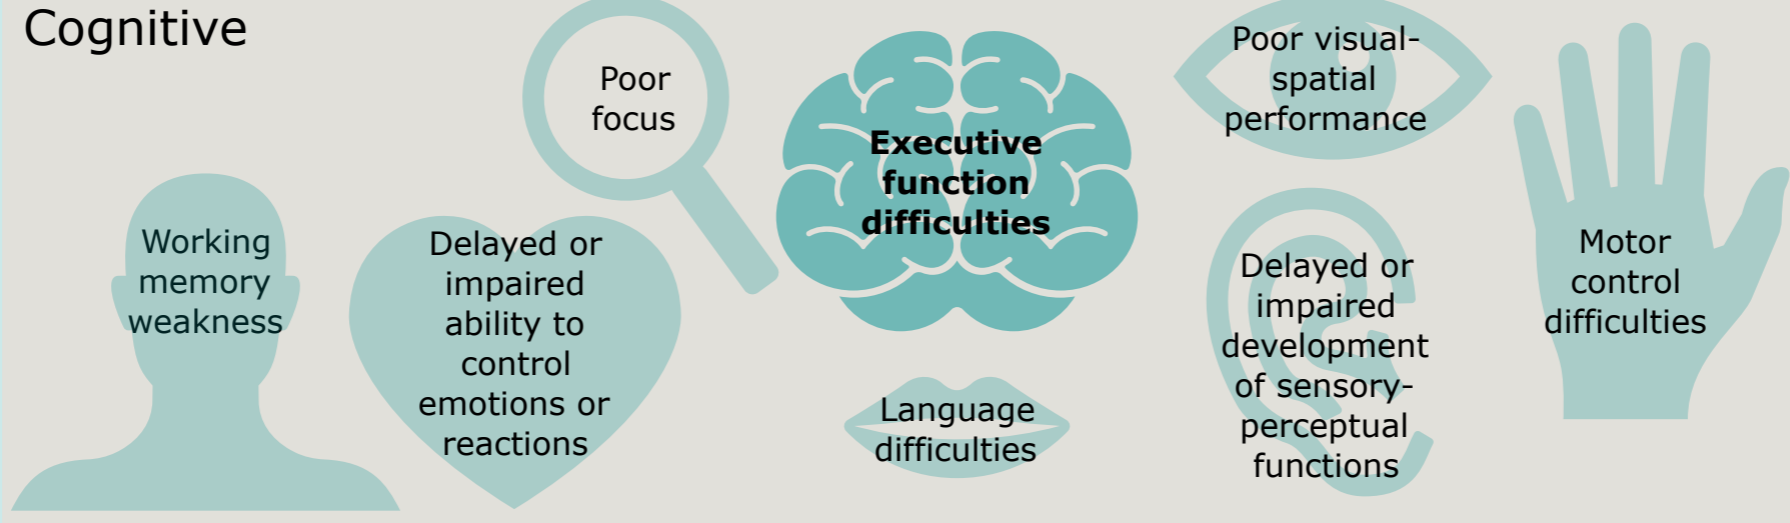 Cognitive
Working
memory
weakness
Delayed or
impaired
ability to
control
emotions or
reactions
Poor
focus
Executive
function
difficulties
Language
difficulties
Poor visual-
spatial
performance
Delayed or
impaired
development
of sensory-
perceptual
functions
Motor
control
difficulties